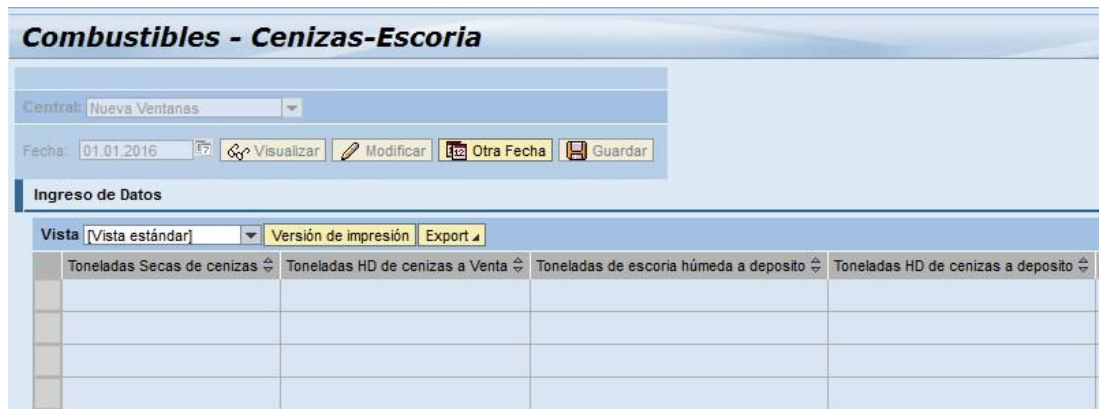 Combustibles - Cenizas-Escoria
Central: Nueva Ventanas
Fecha: 01.01.2016 Visualizar Modificar Otra Fecha Guardar
Ingreso de Datos
Vista [Vista estándar] Versión de impresión Export
Toneladas Secas de cenizas Toneladas HD de cenizas a Venta Toneladas de escoria húmeda a deposito Toneladas HD de cenizas a deposito